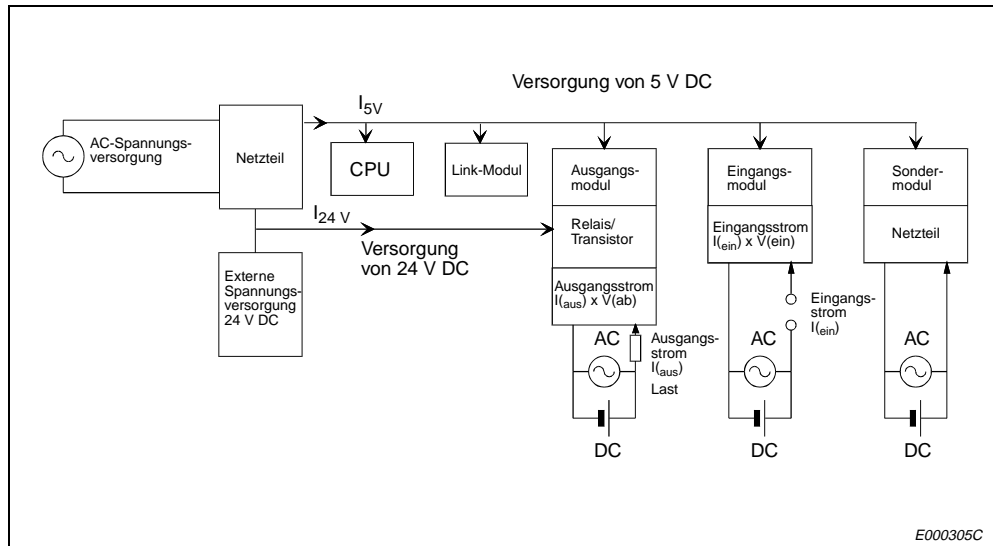 Versorgung von 5 V DC
I5V
AC-Spannungs-
versorgung
Netzteil
CPU
Link-Modul
Ausgangs-
modul
Eingangs-
modul
Sonder-
modul
I24 V
Versorgung
von 24 V DC
Relais/
Transistor
Eingangsstrom
I(ein) x V(ein)
Netzteil
Externe
Spannungs-
versorgung
24 V DC
Ausgangsstrom
I(aus) x V(ab)
Eingangs-
strom
I(ein)
AC
Ausgangs-
strom
I(aus)
Last
AC
AC
DC
DC
DC
E000305C